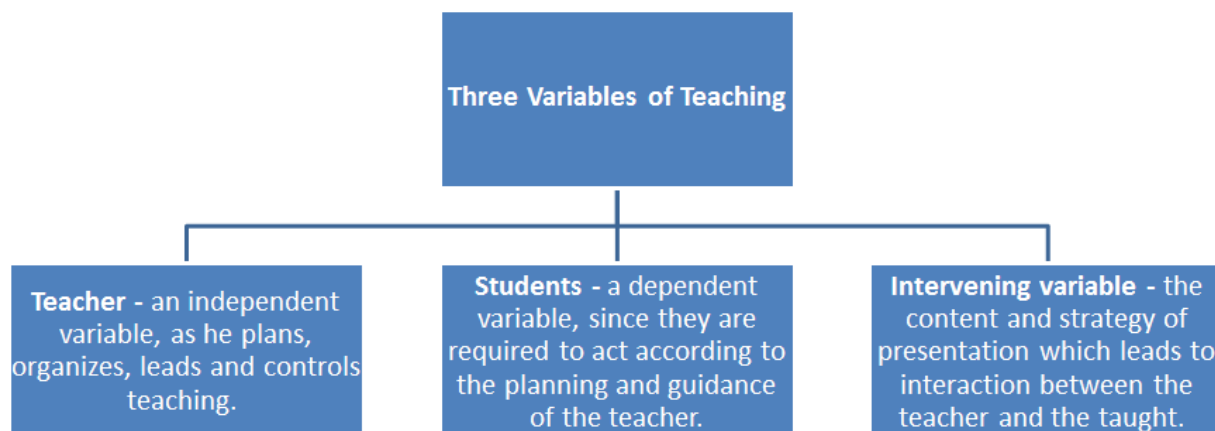 Three Variables of Teaching
Teacher - an independent
variable, as he plans,
organizes, leads and controls
teaching.
Students - a dependent
variable, since they are
required to act according to
the planning and guidance
of the teacher.
Intervening variable - the
content and strategy of
presentation which leads to
interaction between the
teacher and the taught.